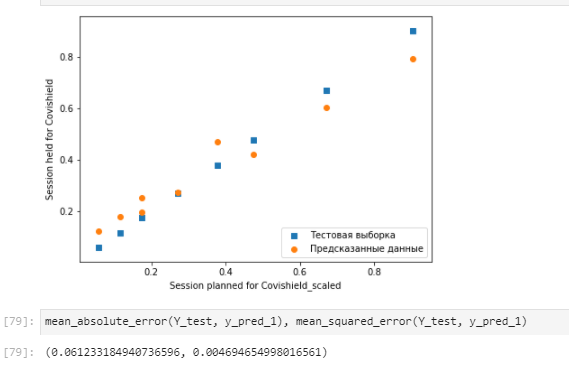 0.8
0.6
0.4
0.2
Session held for Covishield
Тестовая выборка
Предсказанные данные
0.2 0.4 0.6 0.8
Session planned for Covishield_scaled
[79]: mean_absolute_error(Y_test, y_pred_1), mean_squared_error(Y_test, y_pred_1)
[79]: (0.061233184940736596, 0.004694654998016561)